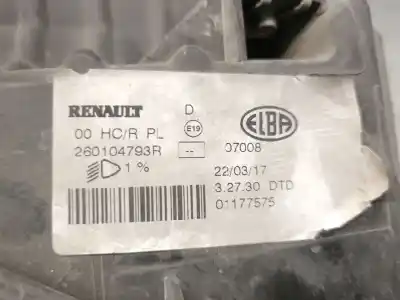 RENAULT D ELBA
00 HC/R PL E19 07008
260104793R --
1 % 22/03/17
3.27.30 DTD
01177575